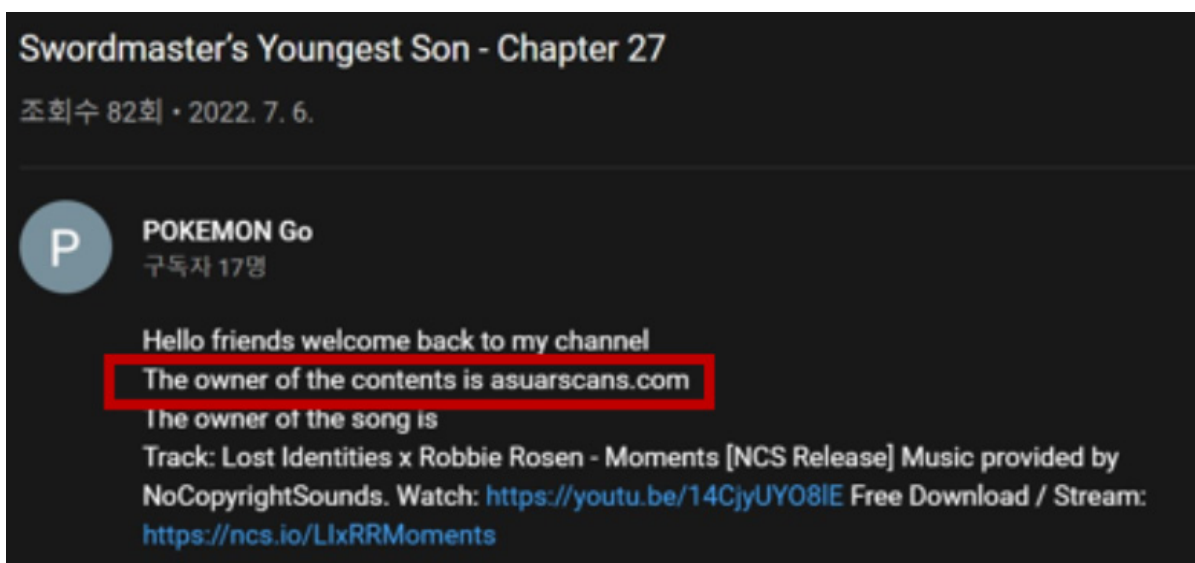 Swordmaster's Youngest Son - Chapter 27
조회수 82회 • 2022. 7. 6.
P
POKEMON Go
구독자 17명
Hello friends welcome back to my channel
The owner of the contents is asuarscans.com
The owner of the song is
Track: Lost Identities x Robbie Rosen - Moments [NCS Release] Music provided by
NoCopyrightSounds. Watch: https://youtu.be/14CjyUYO8lE Free Download / Stream:
https://ncs.io/LIxRRMoments